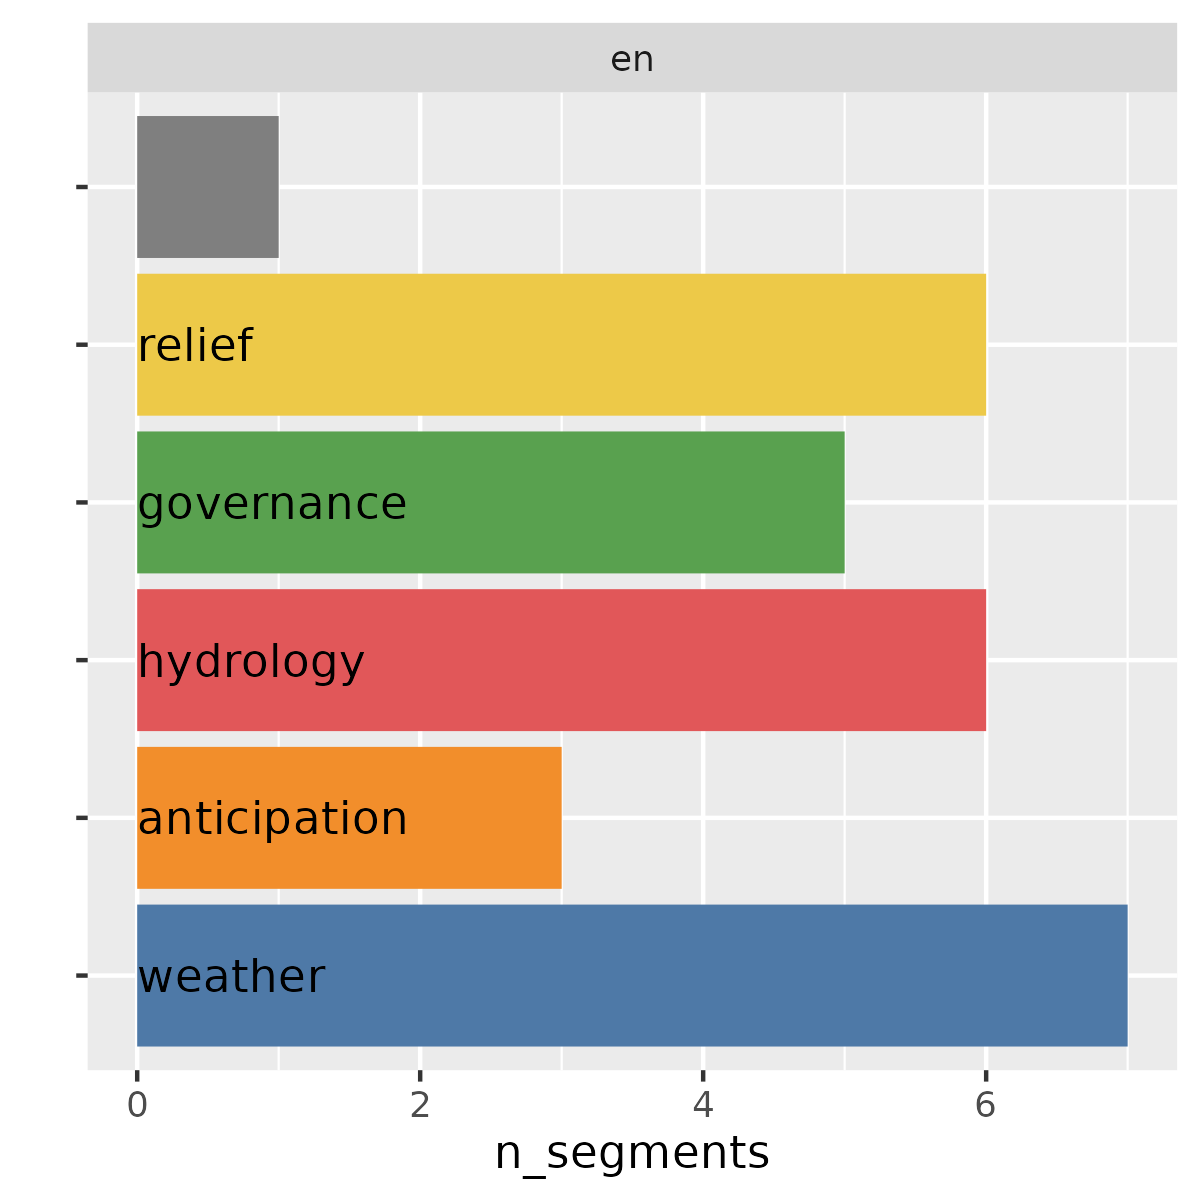 en
relief
governance
hydrology
anticipation
weather
0 2 4 6
n_segments